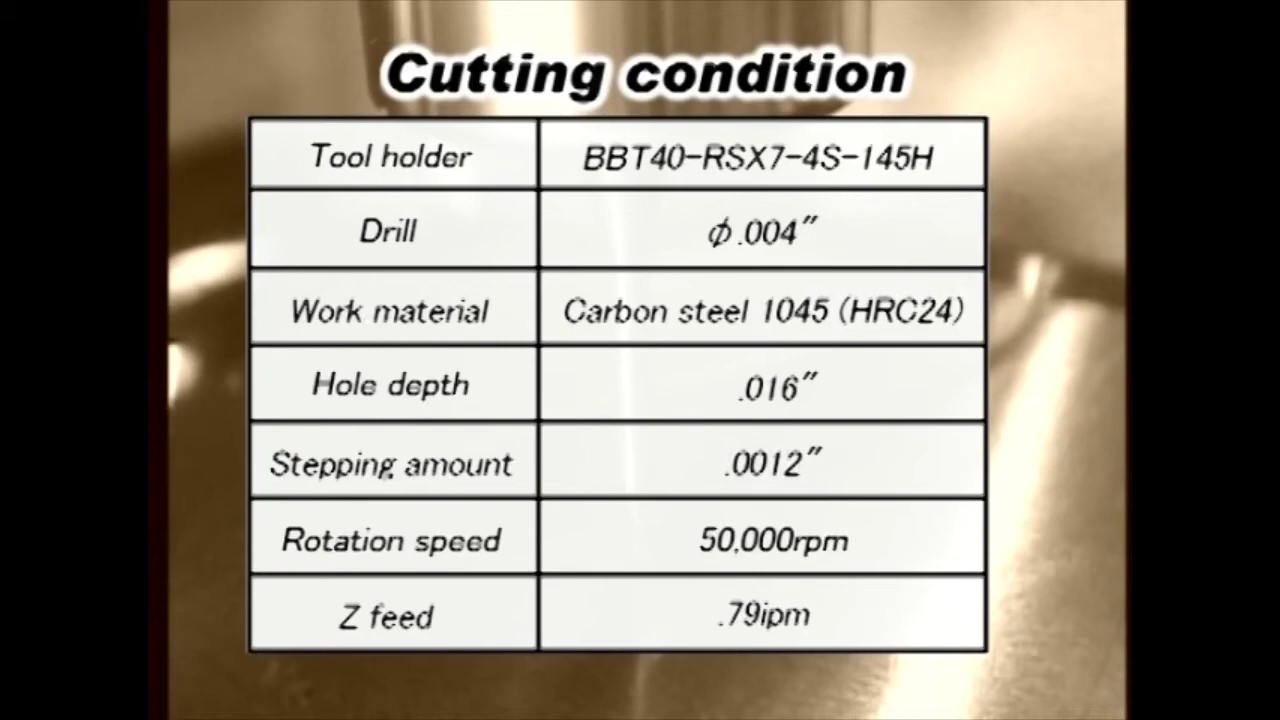 Cutting condition
Tool holder BBT40-RSX7-4S-145H
Drill ϕ.004″
Work material Carbon steel 1045 (HRC24)
Hole depth .016″
Stepping amount .0012″
Rotation speed 50,000rpm
Z feed .79ipm